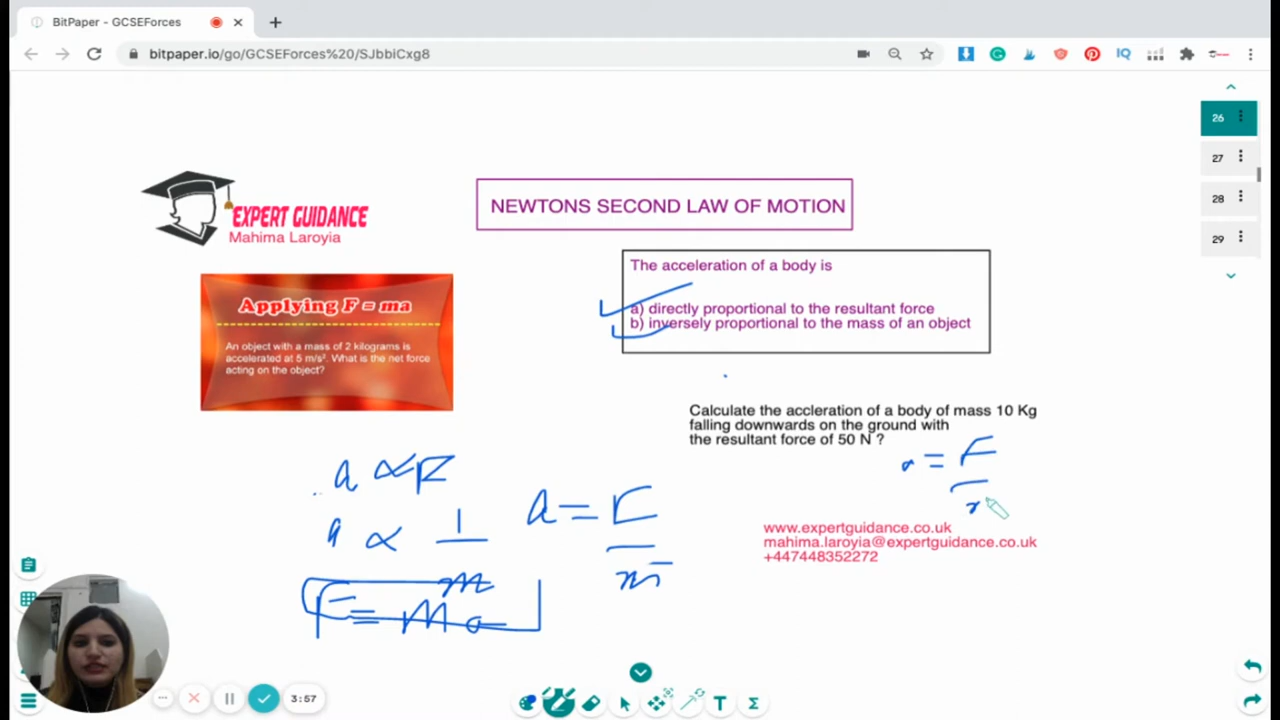 BitPaper - GCSEForces
bitpaper.io/go/GCSEForces%20/SJbbiCxg8
26
27
28
29
EXPERT GUIDANCE
Mahima Laroyia
NEWTONS SECOND LAW OF MOTION
The acceleration of a body is
a) directly proportional to the resultant force
b) inversely proportional to the mass of an object
Applying F = ma
An object with a mass of 2 kilograms is
accelerated at 5 m/s². What is the net force
acting on the object?
Calculate the accleration of a body of mass 10 Kg
falling downwards on the ground with
the resultant force of 50 N ?
a = F
a ∝ F
a ∝ 1
m
a = F
m
F = ma
www.expertguidance.co.uk
mahima.laroyia@expertguidance.co.uk
+447448352272
3:57
T
Σ